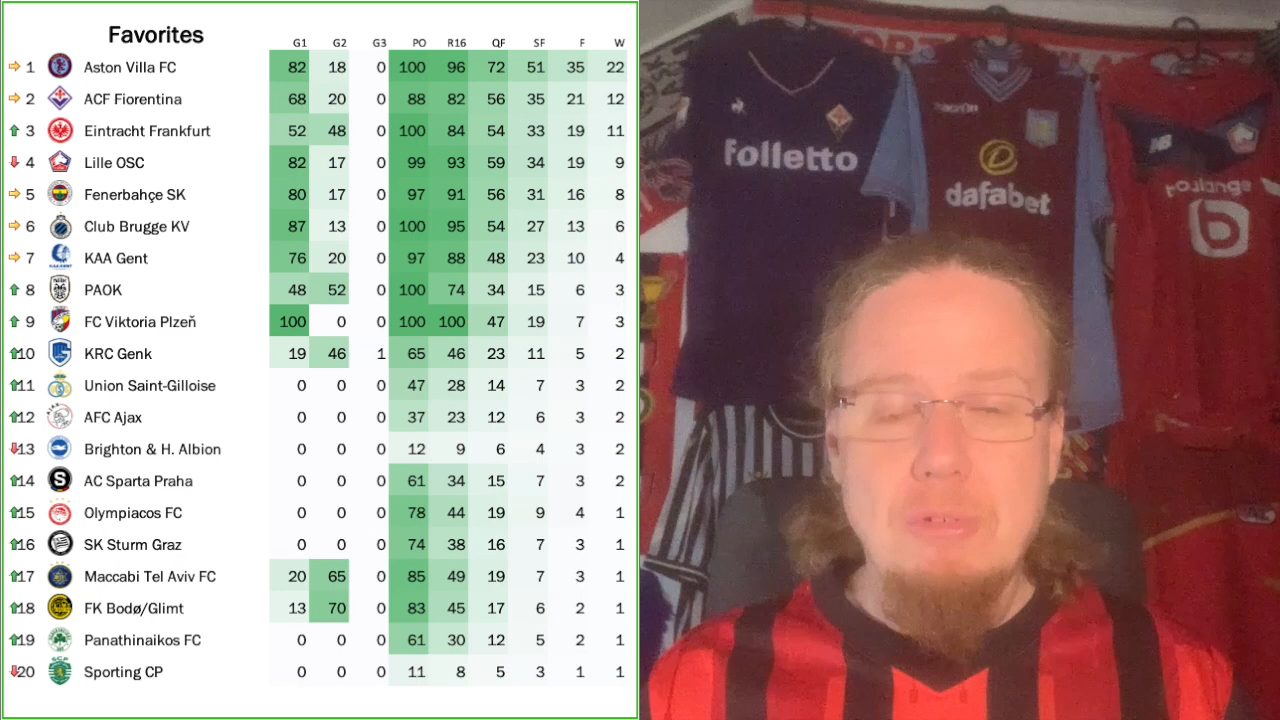 Favorites
G1 G2 G3 PO R16 QF SF F W
1 Aston Villa FC 82 18 0 100 96 72 51 35 22
2 ACF Fiorentina 68 20 0 88 82 56 35 21 12
3 Eintracht Frankfurt 52 48 0 100 84 54 33 19 11
4 Lille OSC 82 17 0 99 93 59 34 19 9
5 Fenerbahçe SK 80 17 0 97 91 56 31 16 8
6 Club Brugge KV 87 13 0 100 95 54 27 13 6
7 KAA Gent 76 20 0 97 88 48 23 10 4
8 PAOK 48 52 0 100 74 34 15 6 3
9 FC Viktoria Plzeň 100 0 0 100 100 47 19 7 3
10 KRC Genk 19 46 1 65 46 23 11 5 2
11 Union Saint-Gilloise 0 0 0 47 28 14 7 3 2
12 AFC Ajax 0 0 0 37 23 12 6 3 2
13 Brighton & H. Albion 0 0 0 12 9 6 4 3 2
14 AC Sparta Praha 0 0 0 61 34 15 7 3 2
15 Olympiacos FC 0 0 0 78 44 19 9 4 1
16 SK Sturm Graz 0 0 0 74 38 16 7 3 1
17 Maccabi Tel Aviv FC 20 65 0 85 49 19 7 3 1
18 FK Bodø/Glimt 13 70 0 83 45 17 6 2 1
19 Panathinaikos FC 0 0 0 61 30 12 5 2 1
20 Sporting CP 0 0 0 11 8 5 3 1 1
folletto
macron
dafabet
NB
boulanger
b